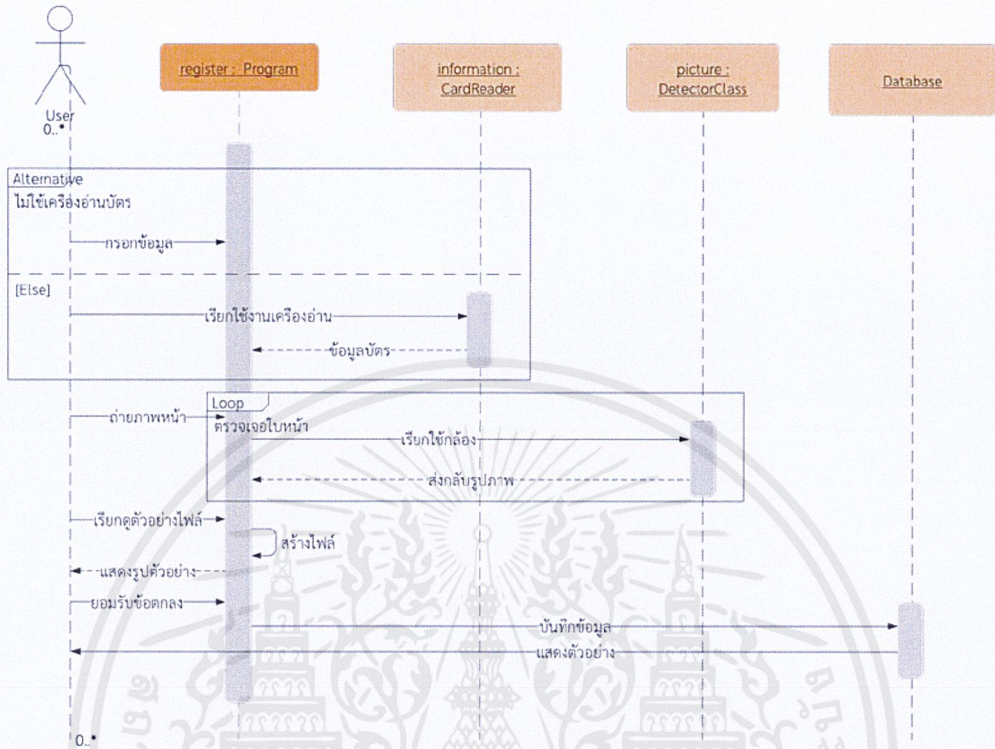 register : Program
information :
CardReader
picture :
DetectorClass
Database
User
0..*
Alternative
ไม่ใช้เครื่องอ่านบัตร
กรอกข้อมูล
[Else]
เรียกใช้งานเครื่องอ่าน
ข้อมูลบัตร
Loop
ถ่ายภาพหน้า
ตรวจเจอใบหน้า
เรียกใช้กล้อง
ส่งกลับรูปภาพ
เรียกดูตัวอย่างไฟล์
สร้างไฟล์
แสดงรูปตัวอย่าง
ยอมรับข้อตกลง
บันทึกข้อมูล
แสดงตัวอย่าง
0..*